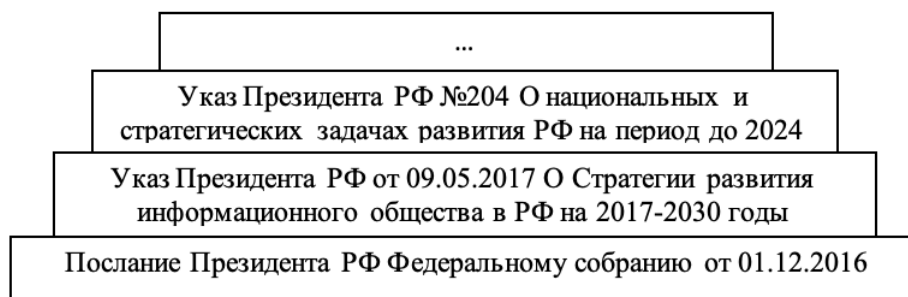 ...
Указ Президента РФ №204 О национальных и
стратегических задачах развития РФ на период до 2024
Указ Президента РФ от 09.05.2017 О Стратегии развития
информационного общества в РФ на 2017-2030 годы
Послание Президента РФ Федеральному собранию от 01.12.2016